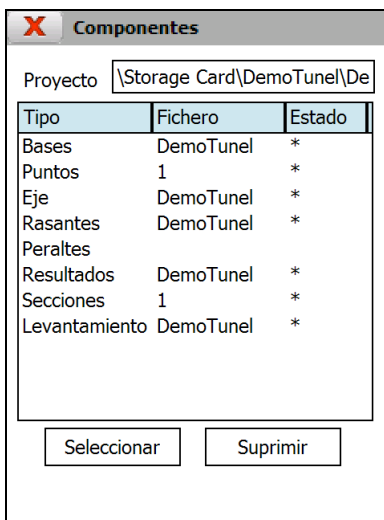 X Componentes
Proyecto \Storage Card\DemoTunel\De
Tipo Fichero Estado
Bases DemoTunel *
Puntos 1 *
Eje DemoTunel *
Rasantes DemoTunel *
Peraltes
Resultados DemoTunel *
Secciones 1 *
Levantamiento DemoTunel *
Seleccionar Suprimir